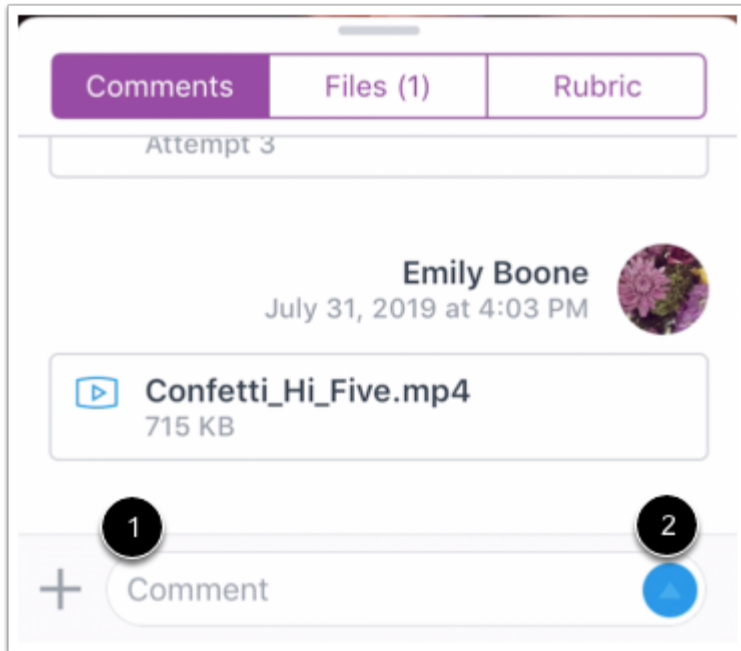 Comments Files (1) Rubric
Attempt 3
Emily Boone
July 31, 2019 at 4:03 PM
Confetti_Hi_Five.mp4
715 KB
1 2
Comment